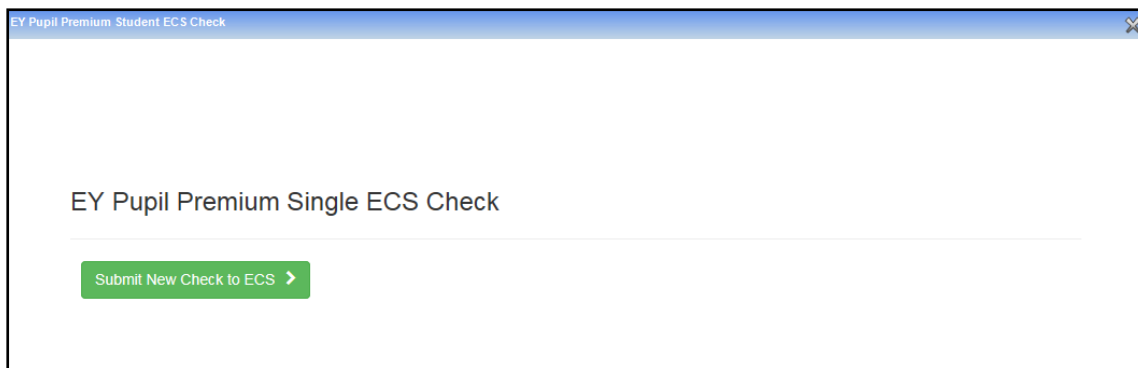 EY Pupil Premium Student ECS Check
EY Pupil Premium Single ECS Check
Submit New Check to ECS